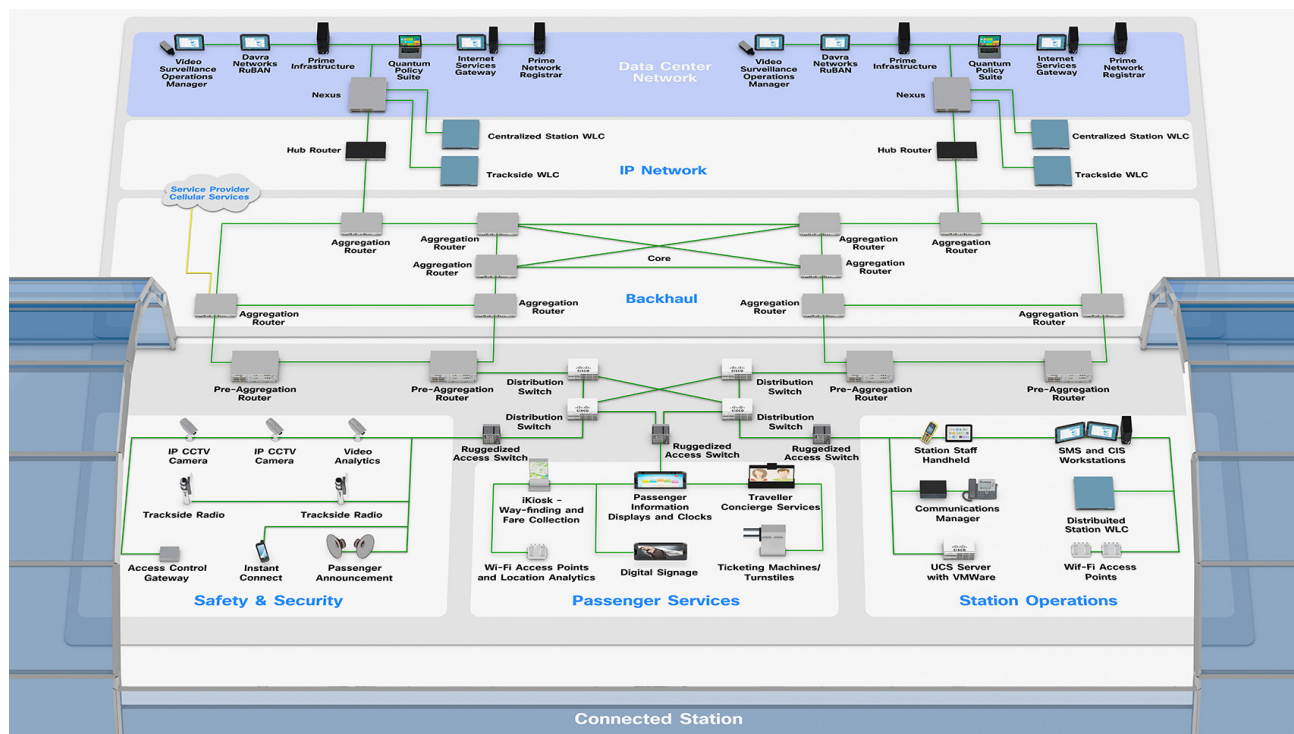 Video
Surveillance
Operations
Manager
Davra
Networks
RuBAN
Prime
Infrastructure
Quantum
Policy
Suite
Internet
Services
Gateway
Prime
Network
Registrar
Data Center
Network
Video
Surveillance
Operations
Manager
Davra
Networks
RuBAN
Prime
Infrastructure
Quantum
Policy
Suite
Internet
Services
Gateway
Prime
Network
Registrar
Nexus
Nexus
Centralized Station WLC
Centralized Station WLC
Hub Router
Hub Router
Trackside WLC
IP Network
Trackside WLC
Service Provider
Cellular Services
Aggregation
Router
Aggregation
Router
Aggregation
Router
Aggregation
Router
Aggregation
Router
Core
Aggregation
Router
Aggregation
Router
Aggregation
Router
Backhaul
Aggregation
Router
Aggregation
Router
Pre-Aggregation
Router
Pre-Aggregation
Router
Distribution
Switch
Distribution
Switch
Pre-Aggregation
Router
Pre-Aggregation
Router
CISCO
CISCO
CISCO
CISCO
Distribution
Switch
Distribution
Switch
IP CCTV
Camera
IP CCTV
Camera
Video
Analytics
Ruggedized
Access Switch
Ruggedized
Access Switch
Ruggedized
Access Switch
Station Staff
Handheld
SMS and CIS
Workstations
Trackside Radio
Trackside Radio
iKiosk -
Way-finding and
Fare Collection
Passenger
Information
Displays and Clocks
Traveller
Concierge Services
Communications
Manager
Distribuited
Station WLC
Access Control
Gateway
Instant
Connect
Passenger
Announcement
Wi-Fi Access Points
and Location Analytics
Digital Signage
Ticketing Machines/
Turnstiles
CISCO
UCS Server
with VMWare
Wif-Fi Access
Points
Safety & Security
Passenger Services
Station Operations
Connected Station